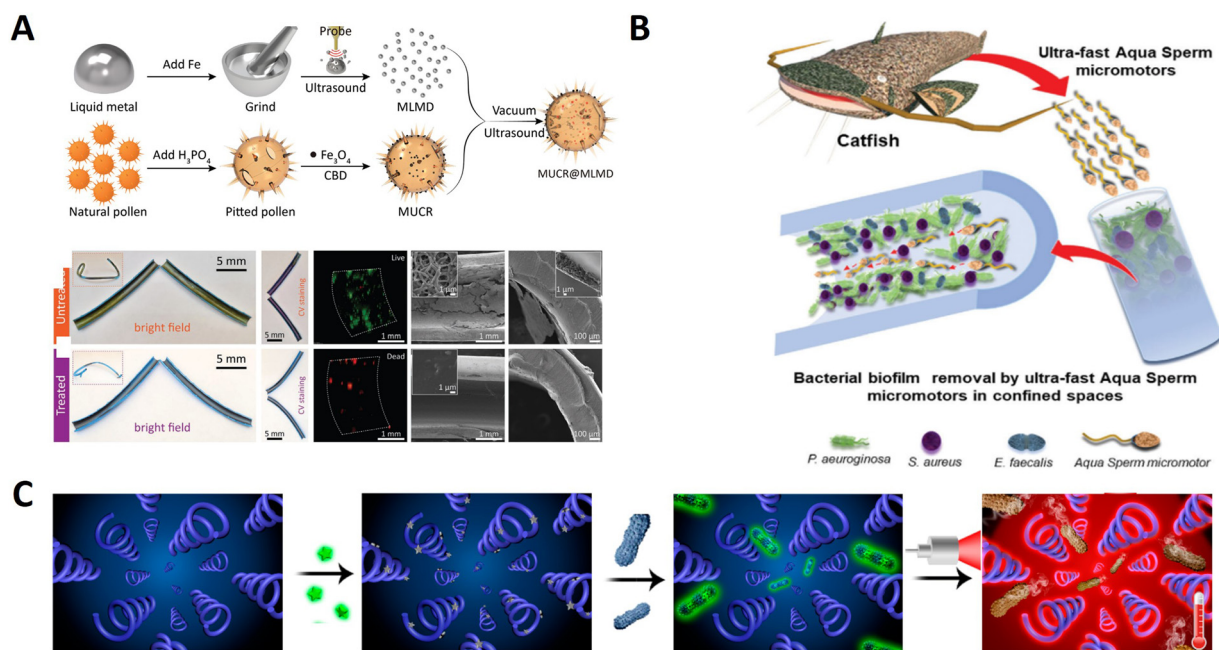 A
Probe
Add Fe
Liquid metal
Grind
Ultrasound
MLMD
Vacuum
Ultrasound
MUCR@MLMD
Add H₃PO₄
Fe₃O₄
CBD
Natural pollen
Pitted pollen
MUCR
Untreated
5 mm
bright field
CV staining
5 mm
Live
1 mm
1 μm
1 mm
1 μm
100 μm
Treated
5 mm
bright field
CV staining
5 mm
Dead
1 mm
1 μm
1 mm
100 μm
B
Ultra-fast Aqua Sperm
micromotors
Catfish
Bacterial biofilm removal by ultra-fast Aqua Sperm
micromotors in confined spaces
P. aeuroginosa
S. aureus
E. faecalis
Aqua Sperm micromotor
C